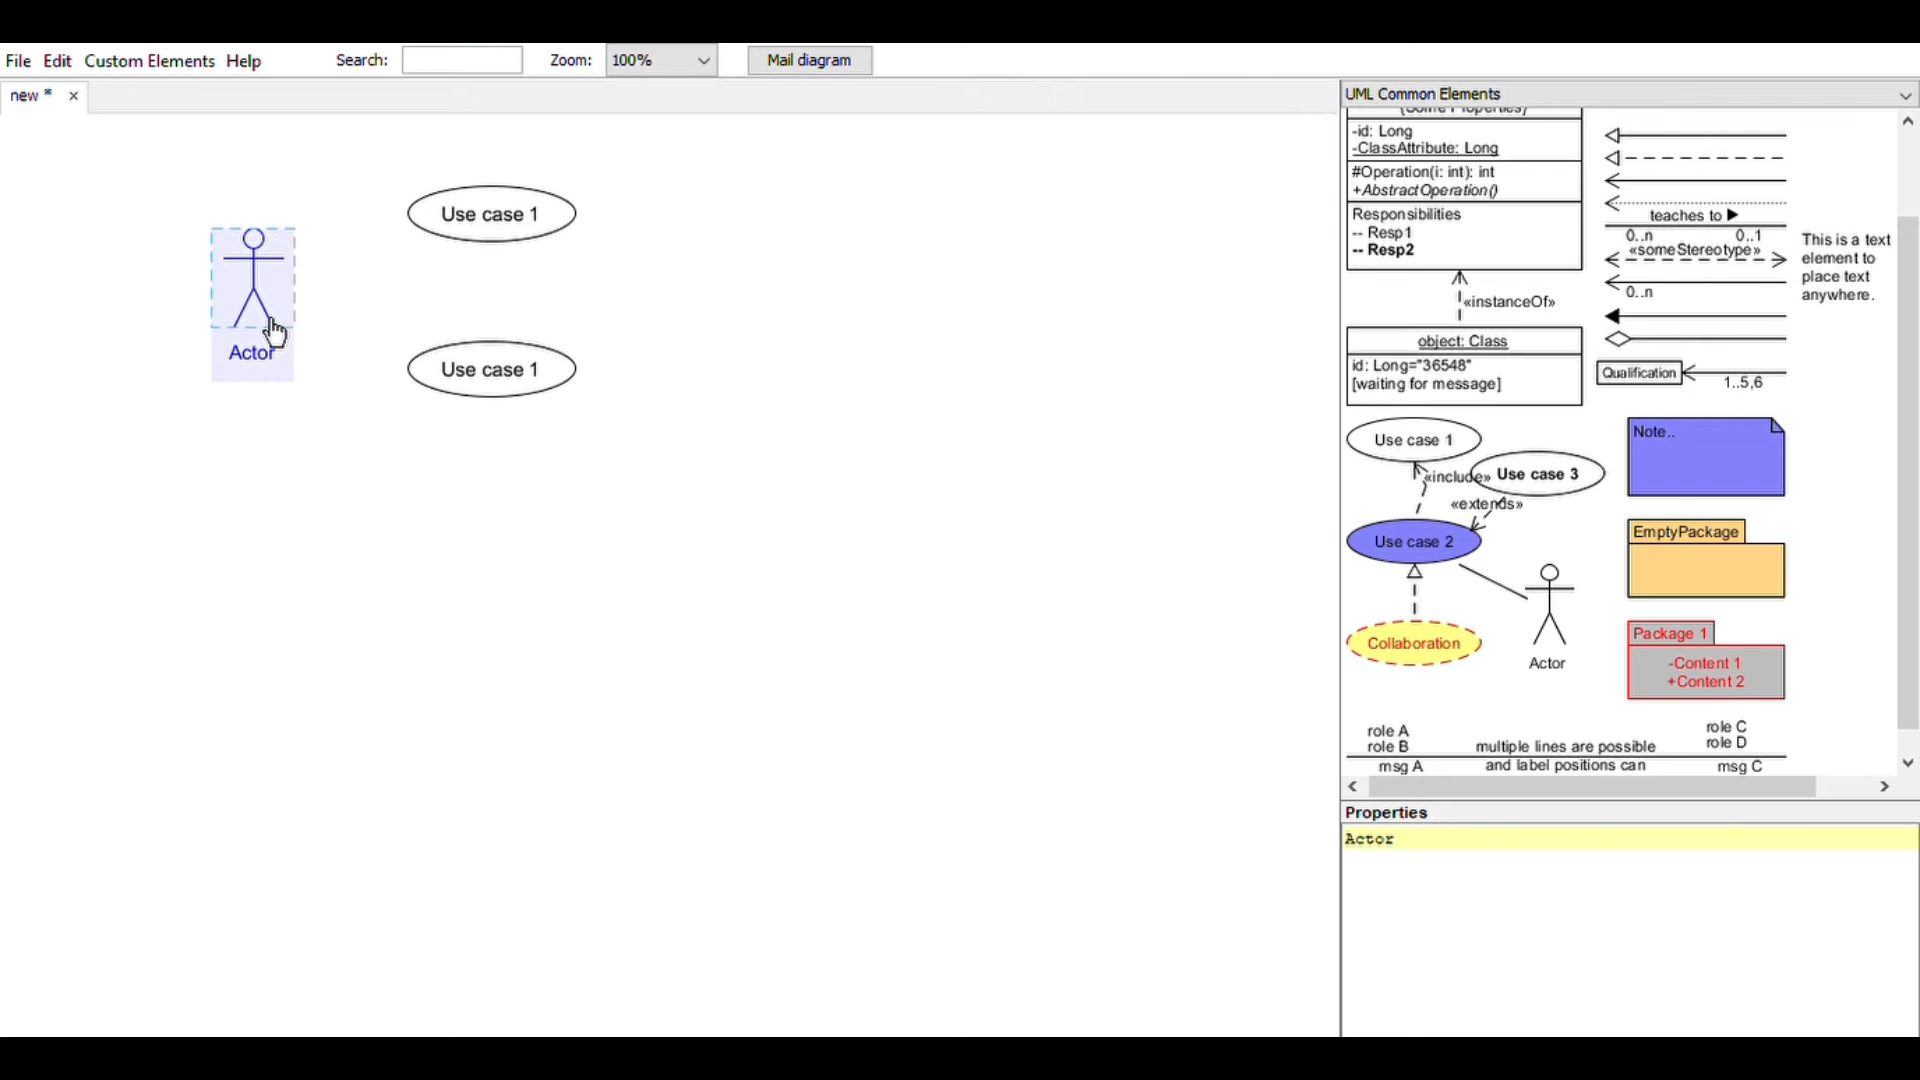 File Edit Custom Elements Help Search: Zoom: 100% Mail diagram
new *
Use case 1
Actor
Use case 1
UML Common Elements
{Some Properties}
-id: Long
-ClassAttribute: Long
#Operation(i: int): int
+AbstractOperation()
Responsibilities
-- Resp1
-- Resp2
«instanceOf»
object: Class
id: Long="36548"
[waiting for message]
teaches to
0..n 0..1
«someStereotype»
0..n
Qualification
1..5,6
This is a text
element to
place text
anywhere.
Use case 1
«include»
Use case 3
«extends»
Use case 2
Collaboration
Actor
Note..
EmptyPackage
Package 1
-Content 1
+Content 2
role A
role B
multiple lines are possible
role C
role D
msg A
and label positions can
msg C
Properties
Actor